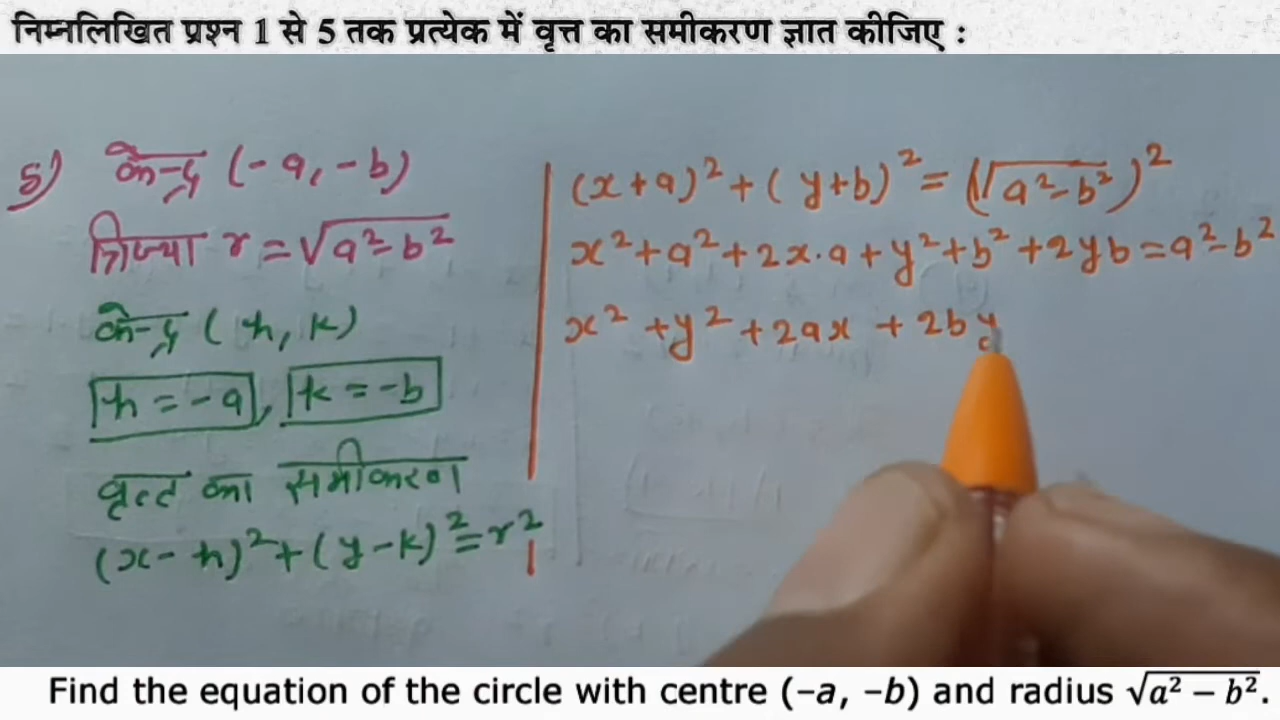 निम्नलिखित प्रश्न 1 से 5 तक प्रत्येक में वृत्त का समीकरण ज्ञात कीजिए :
5) केन्द्र (-a, -b)
त्रिज्या r = √a²-b²
केन्द्र (h, k)
h = -a, k = -b
वृत्त का समीकरण
(x-h)²+(y-k)²=r²
(x+a)²+(y+b)²=(√a²-b²)²
x²+a²+2x.a+y²+b²+2yb=a²-b²
x²+y²+2ax+2by
Find the equation of the circle with centre (–a, –b) and radius √a² − b².